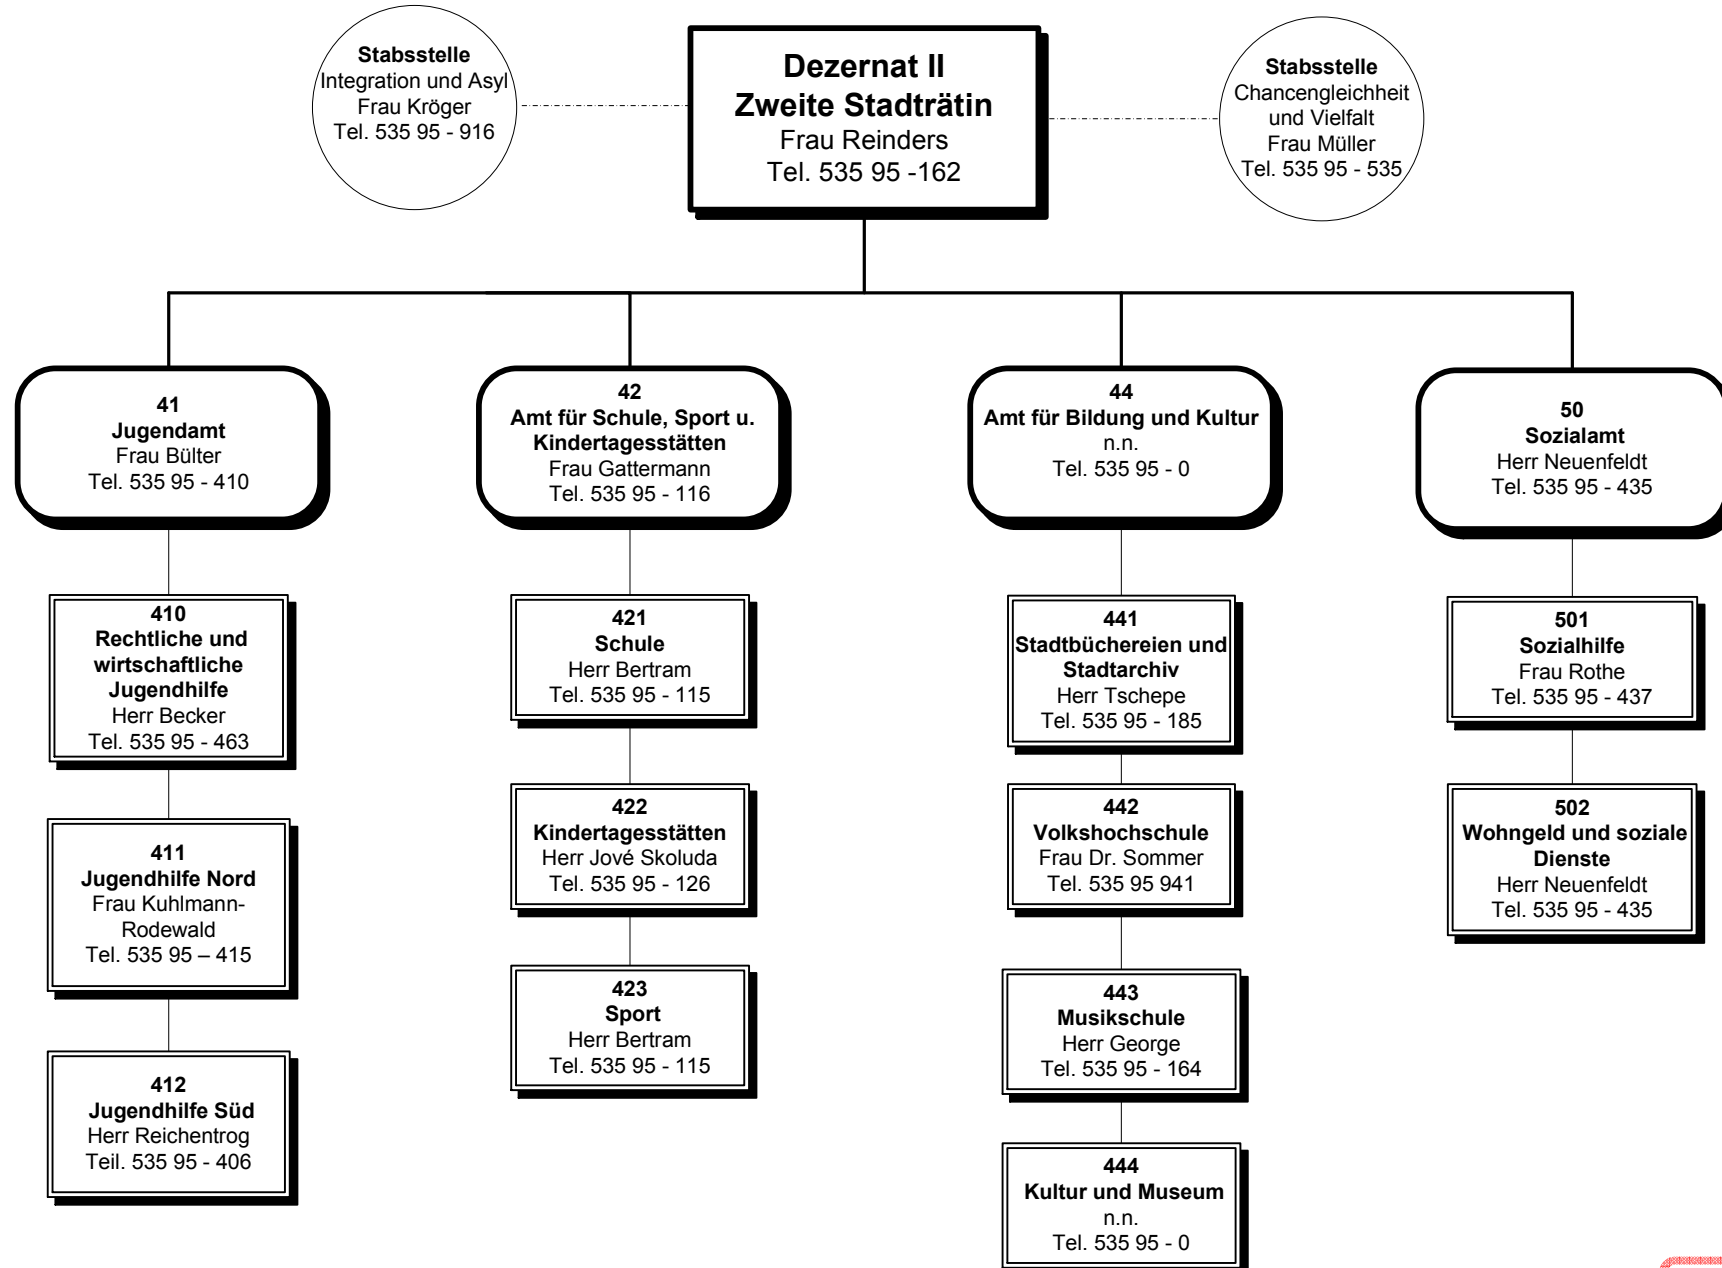 Stabsstelle
Integration und Asyl
Frau Kröger
Tel. 535 95 - 916
Dezernat II
Zweite Stadträtin
Frau Reinders
Tel. 535 95 -162
Stabsstelle
Chancengleichheit
und Vielfalt
Frau Müller
Tel. 535 95 - 535
41
Jugendamt
Frau Bülter
Tel. 535 95 - 410
42
Amt für Schule, Sport u.
Kindertagesstätten
Frau Gattermann
Tel. 535 95 - 116
44
Amt für Bildung und Kultur
n.n.
Tel. 535 95 - 0
50
Sozialamt
Herr Neuenfeldt
Tel. 535 95 - 435
410
Rechtliche und
wirtschaftliche
Jugendhilfe
Herr Becker
Tel. 535 95 - 463
411
Jugendhilfe Nord
Frau Kuhlmann-
Rodewald
Tel. 535 95 – 415
412
Jugendhilfe Süd
Herr Reichentrog
Teil. 535 95 - 406
421
Schule
Herr Bertram
Tel. 535 95 - 115
422
Kindertagesstätten
Herr Jové Skoluda
Tel. 535 95 - 126
423
Sport
Herr Bertram
Tel. 535 95 - 115
441
Stadtbüchereien und
Stadtarchiv
Herr Tschepe
Tel. 535 95 - 185
442
Volkshochschule
Frau Dr. Sommer
Tel. 535 95 941
443
Musikschule
Herr George
Tel. 535 95 - 164
444
Kultur und Museum
n.n.
Tel. 535 95 - 0
501
Sozialhilfe
Frau Rothe
Tel. 535 95 - 437
502
Wohngeld und soziale
Dienste
Herr Neuenfeldt
Tel. 535 95 - 435